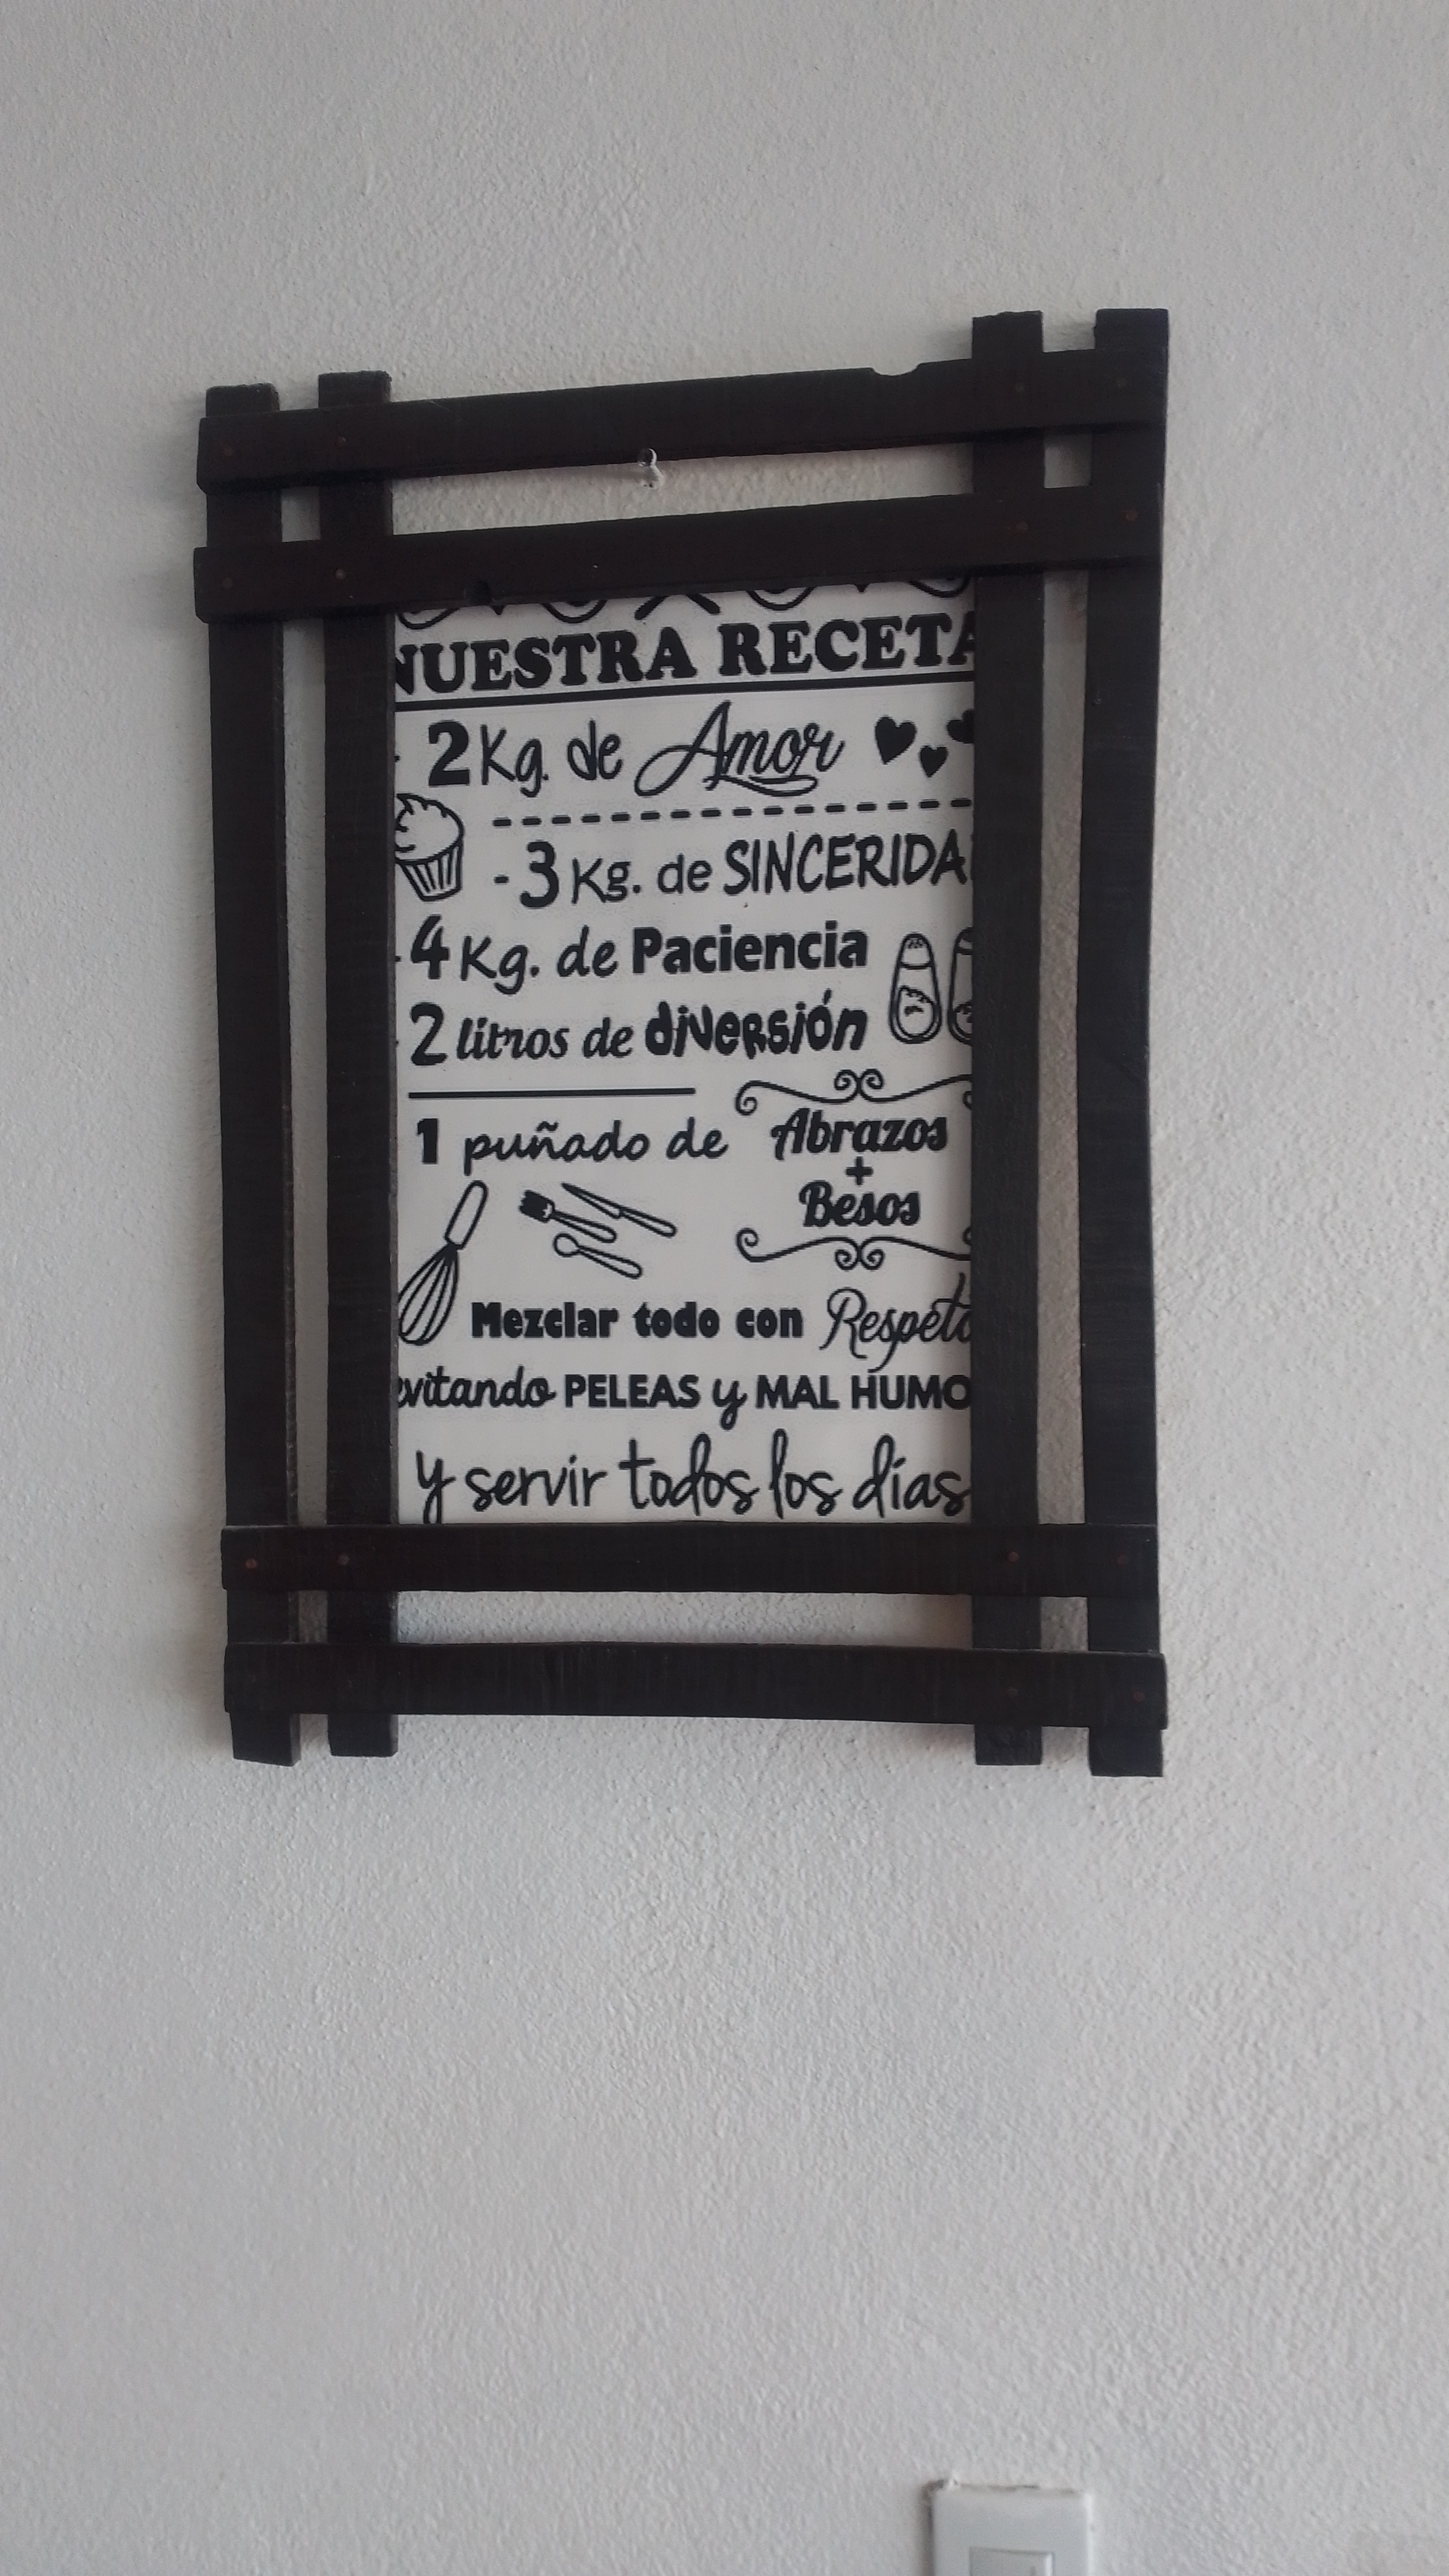 NUESTRA RECETA
- 2 Kg. de Amor
- 3 Kg. de SINCERIDA
- 4 Kg. de Paciencia
- 2 litros de diversión
1 puñado de Abrazos
+
Besos
Mezclar todo con Respeto
evitando PELEAS y MAL HUMO
y servir todos los días